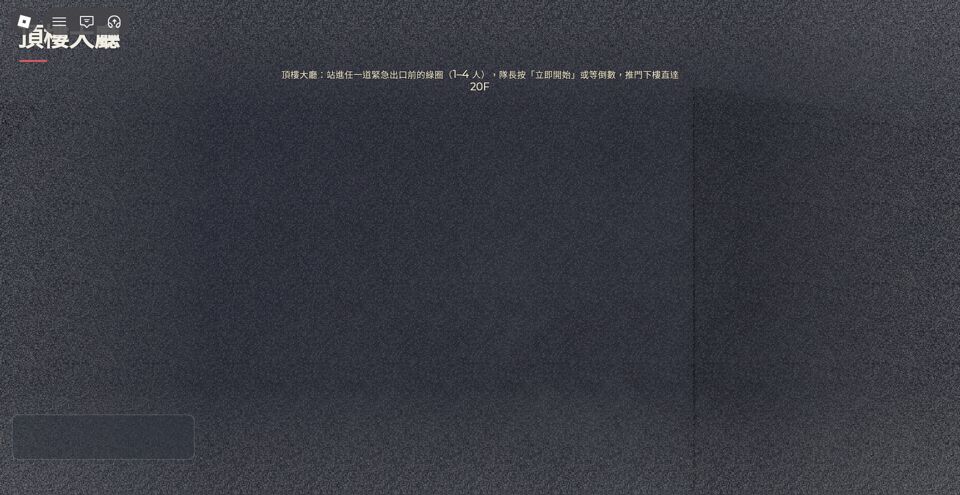 頂樓大廳
頂樓大廳：站進任一道緊急出口前的綠圈（1–4 人），隊長按「立即開始」或等倒數，推門下樓直達
20F